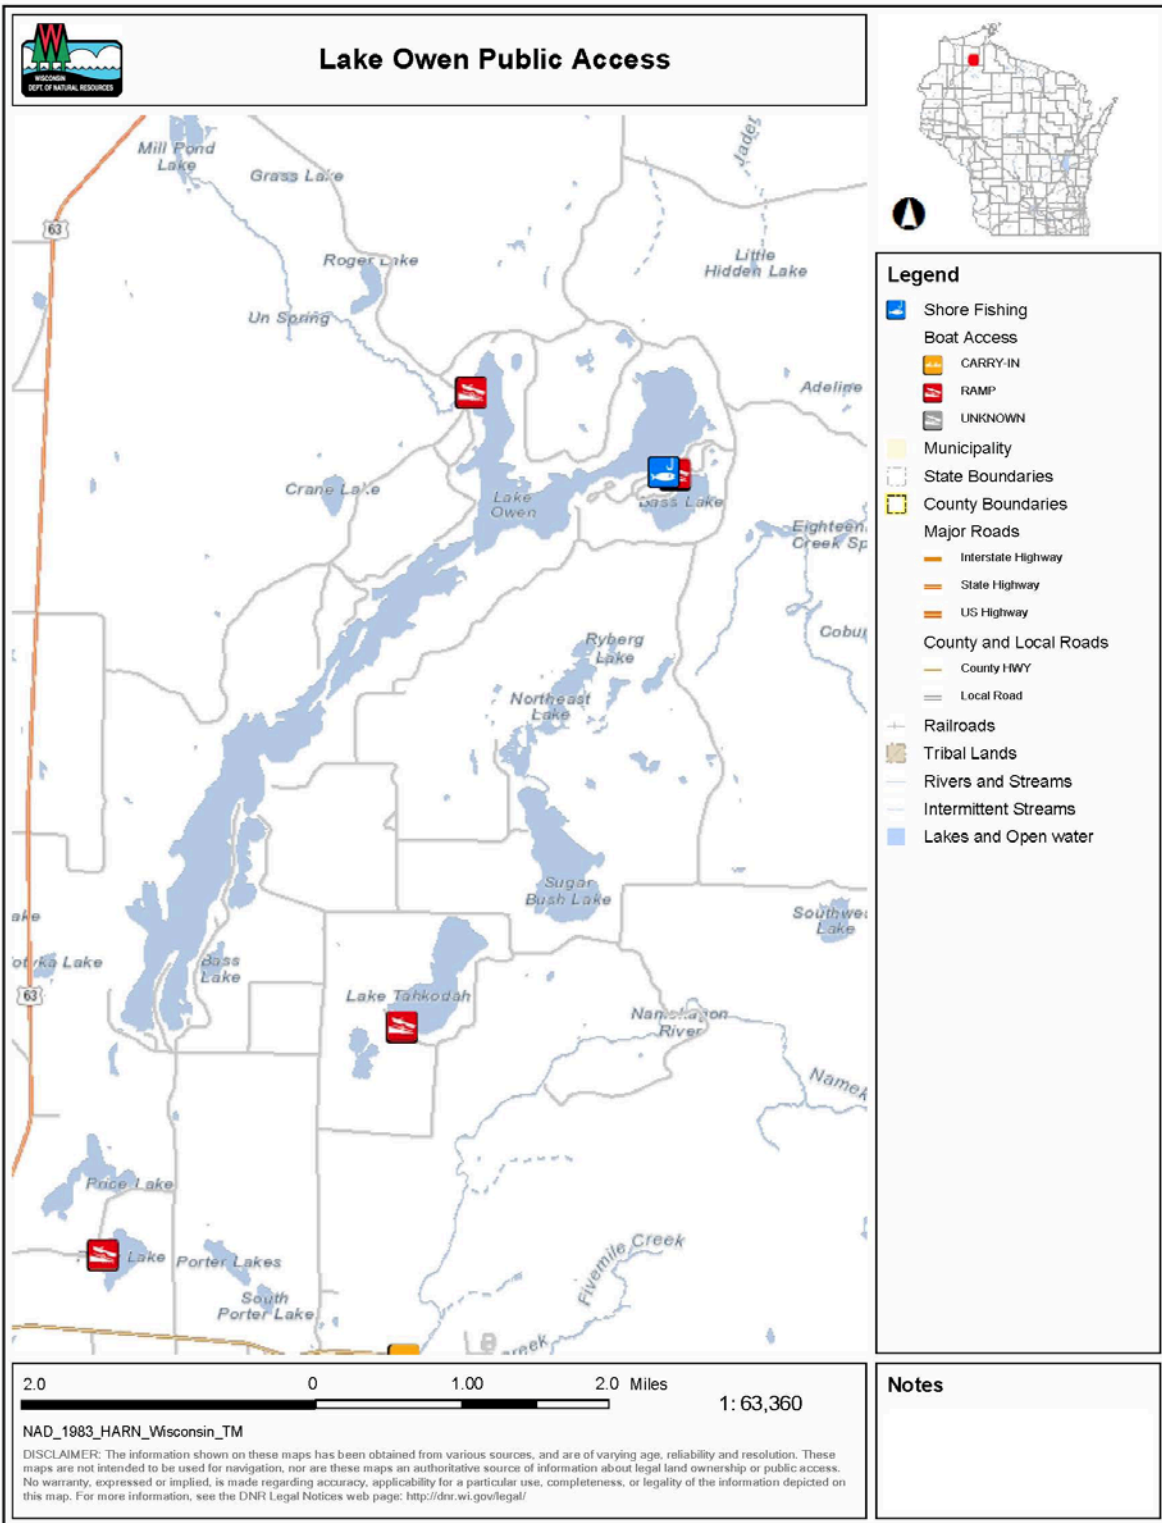 WISCONSIN
DEPT. OF NATURAL RESOURCES
Lake Owen Public Access
Mill Pond
Lake
Grass Lake
Jader
63
Roger Lake
Little
Hidden Lake
Un Spring
Adeline
Crane Lake
Lake
Owen
Bass Lake
Eighteen
Creek Sp
Cobur
Ryberg
Lake
Northeast
Lake
Sugar
Bush Lake
ake
Southwe
Lake
Lake
Bass
Lake
63
Lake Tahkodah
Namekagon
River
Namek
Price Lake
Lake
Porter Lakes
South
Porter Lake
Fivemile Creek
reek
Legend
Shore Fishing
Boat Access
CARRY-IN
RAMP
UNKNOWN
Municipality
State Boundaries
County Boundaries
Major Roads
Interstate Highway
State Highway
US Highway
County and Local Roads
County HWY
Local Road
Railroads
Tribal Lands
Rivers and Streams
Intermittent Streams
Lakes and Open water
2.0 0 1.00 2.0 Miles
1: 63,360
NAD_1983_HARN_Wisconsin_TM
DISCLAIMER: The information shown on these maps has been obtained from various sources, and are of varying age, reliability and resolution. These
maps are not intended to be used for navigation, nor are these maps an authoritative source of information about legal land ownership or public access.
No warranty, expressed or implied, is made regarding accuracy, applicability for a particular use, completeness, or legality of the information depicted on
this map. For more information, see the DNR Legal Notices web page: http://dnr.wi.gov/legal/
Notes